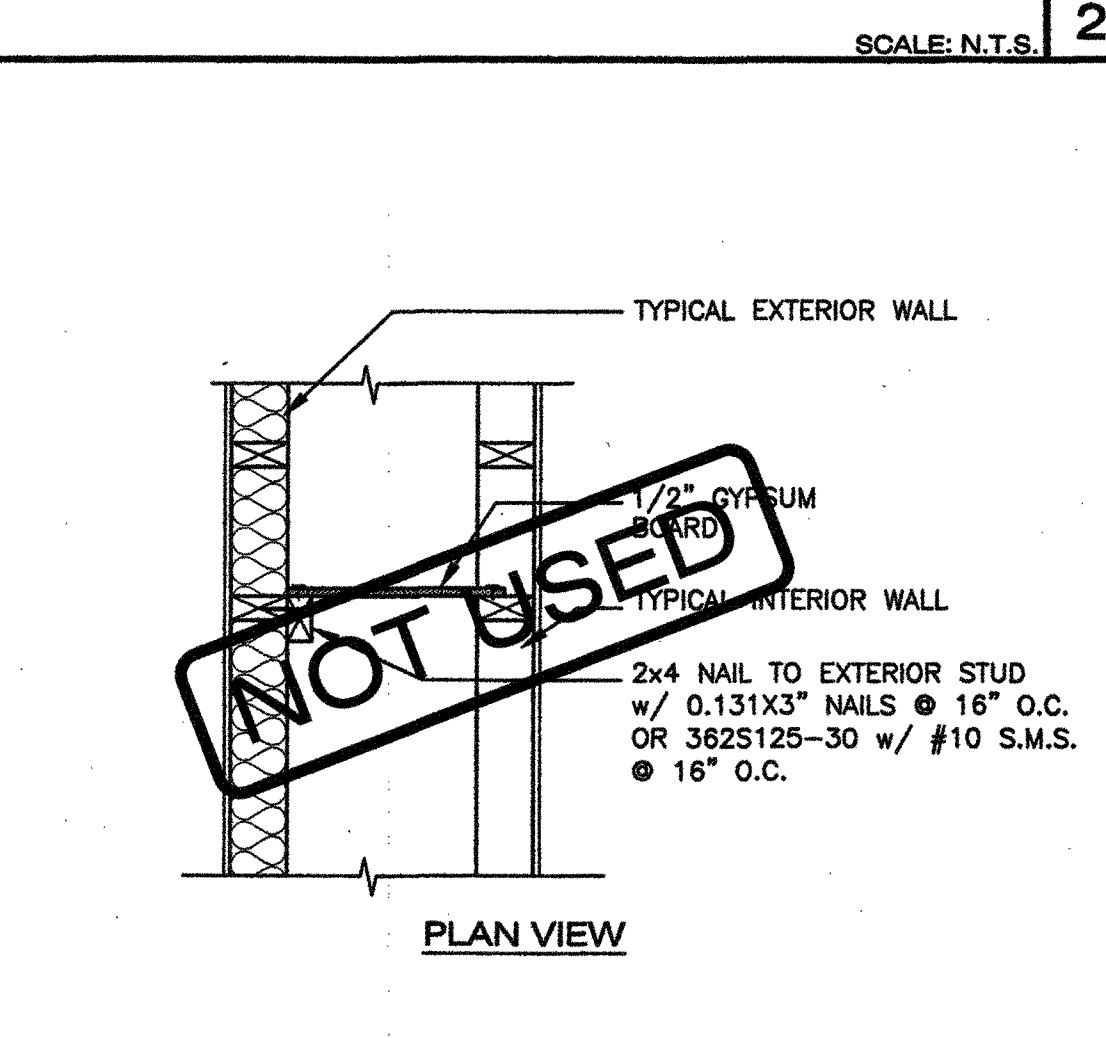 SCALE: N.T.S.
2
TYPICAL EXTERIOR WALL
1/2" GYPSUM
BOARD
TYPICAL INTERIOR WALL
NOT USED
2x4 NAIL TO EXTERIOR STUD
w/ 0.131X3" NAILS @ 16" O.C.
OR 362S125-30 w/ #10 S.M.S.
@ 16" O.C.
PLAN VIEW